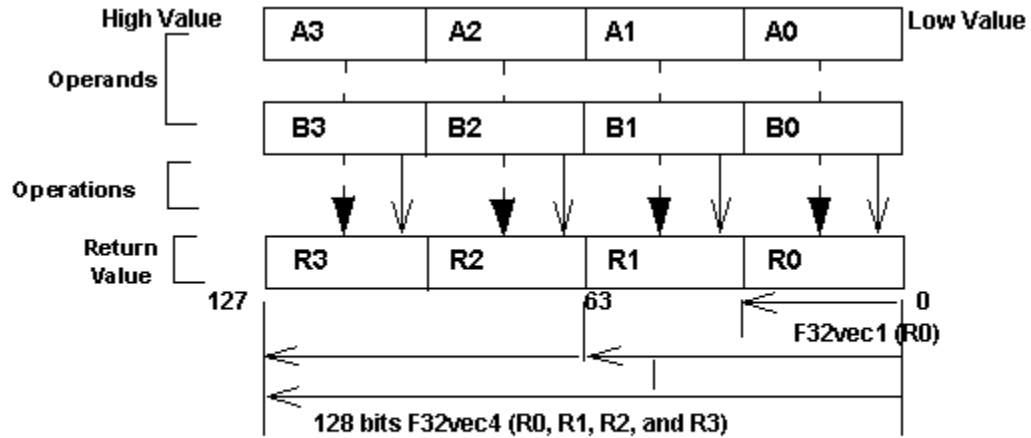 High Value A3 A2 A1 A0 Low Value
Operands
B3 B2 B1 B0
Operations
Return
Value
R3 R2 R1 R0
127 63 0
F32vec1 (R0)
128 bits F32vec4 (R0, R1, R2, and R3)